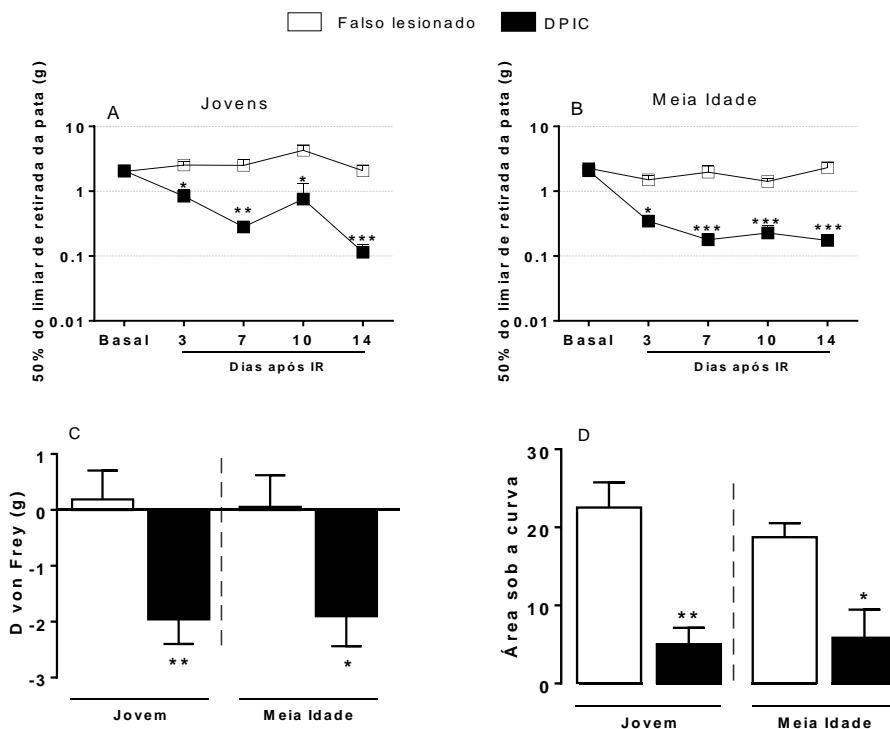 Falso lesionado DPIC
A Jovens
50% do limiar de retirada da pata (g)
10
1
0.1
0.01
* ** * ***
Basal 3 7 10 14
Dias após IR
B Meia Idade
50% do limiar de retirada da pata (g)
10
1
0.1
0.01
* *** *** ***
Basal 3 7 10 14
Dias após IR
C
D von Frey (g)
1
0
-1
-2
-3
** *
Jovem Meia Idade
D
Área sob a curva
30
20
10
0
** *
Jovem Meia Idade